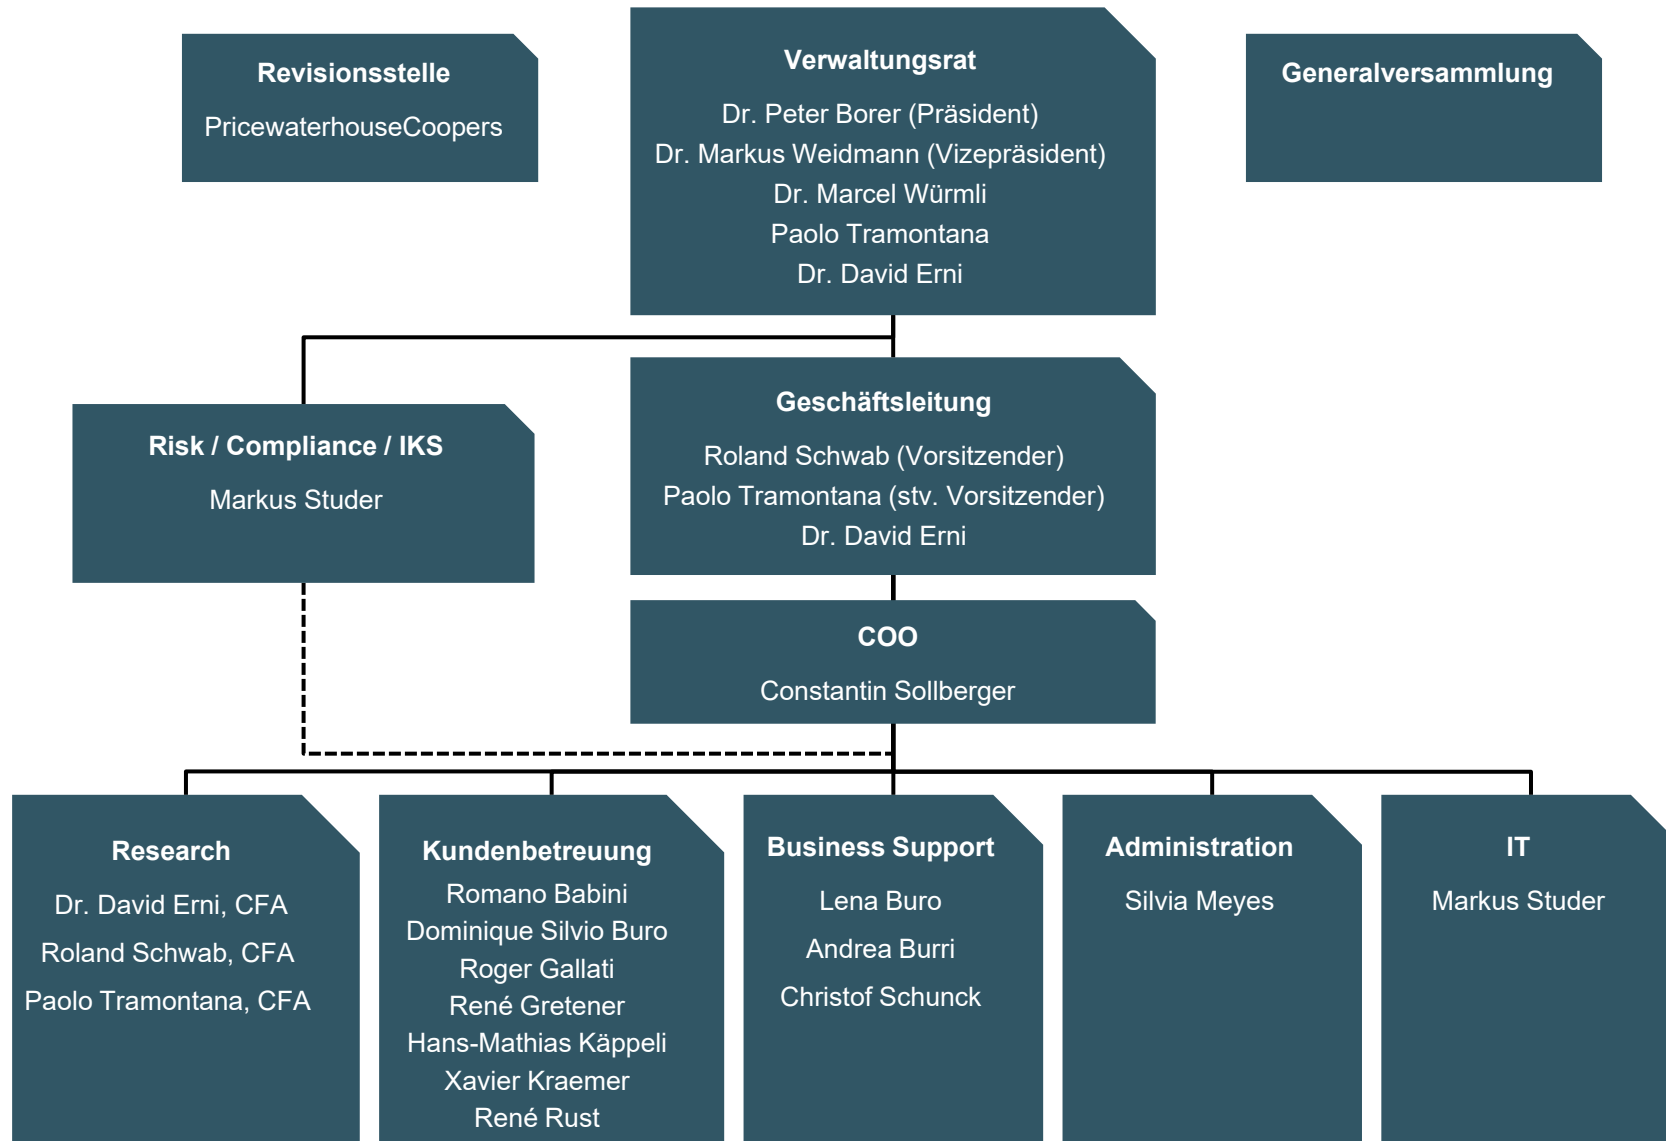 Revisionsstelle
PricewaterhouseCoopers
Verwaltungsrat
Dr. Peter Borer (Präsident)
Dr. Markus Weidmann (Vizepräsident)
Dr. Marcel Würmli
Paolo Tramontana
Dr. David Erni
Generalversammlung
Risk / Compliance / IKS
Markus Studer
Geschäftsleitung
Roland Schwab (Vorsitzender)
Paolo Tramontana (stv. Vorsitzender)
Dr. David Erni
COO
Constantin Sollberger
Research
Dr. David Erni, CFA
Roland Schwab, CFA
Paolo Tramontana, CFA
Kundenbetreuung
Romano Babini
Dominique Silvio Buro
Roger Gallati
René Gretener
Hans-Mathias Käppeli
Xavier Kraemer
René Rust
Business Support
Lena Buro
Andrea Burri
Christof Schunck
Administration
Silvia Meyes
IT
Markus Studer